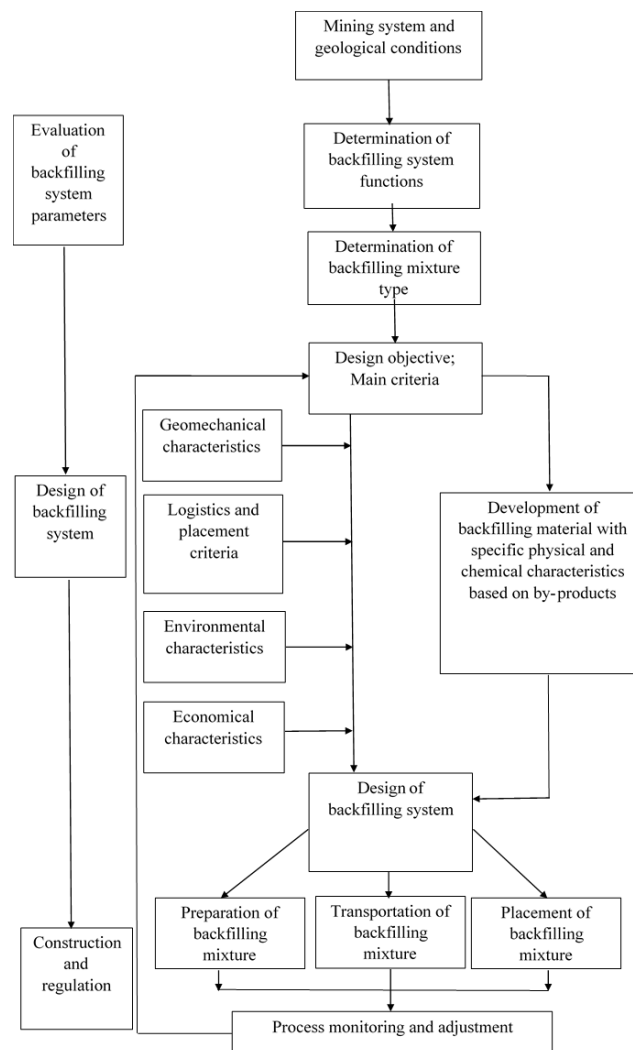 Mining system and
geological conditions
Evaluation
of
backfilling
system
parameters
Determination of
backfilling system
functions
Determination of
backfilling mixture
type
Design objective;
Main criteria
Geomechanical
characteristics
Design of
backfilling
system
Logistics and
placement
criteria
Development of
backfilling material with
specific physical and
chemical characteristics
based on by-products
Environmental
characteristics
Economical
characteristics
Design of
backfilling system
Preparation of
backfilling
mixture
Transportation of
backfilling
mixture
Placement of
backfilling
mixture
Construction
and
regulation
Process monitoring and adjustment